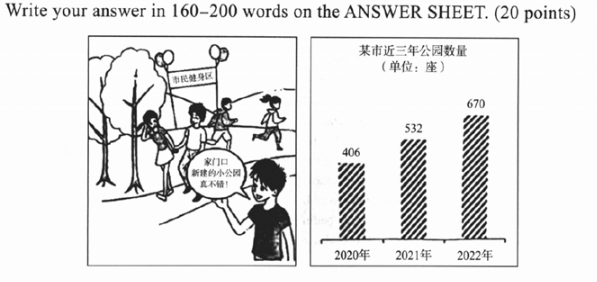 Write your answer in 160–200 words on the ANSWER SHEET. (20 points)
市民健身区
家门口
新建的小公园
真不错！
某市近三年公园数量
（单位：座）
406
532
670
2020年
2021年
2022年